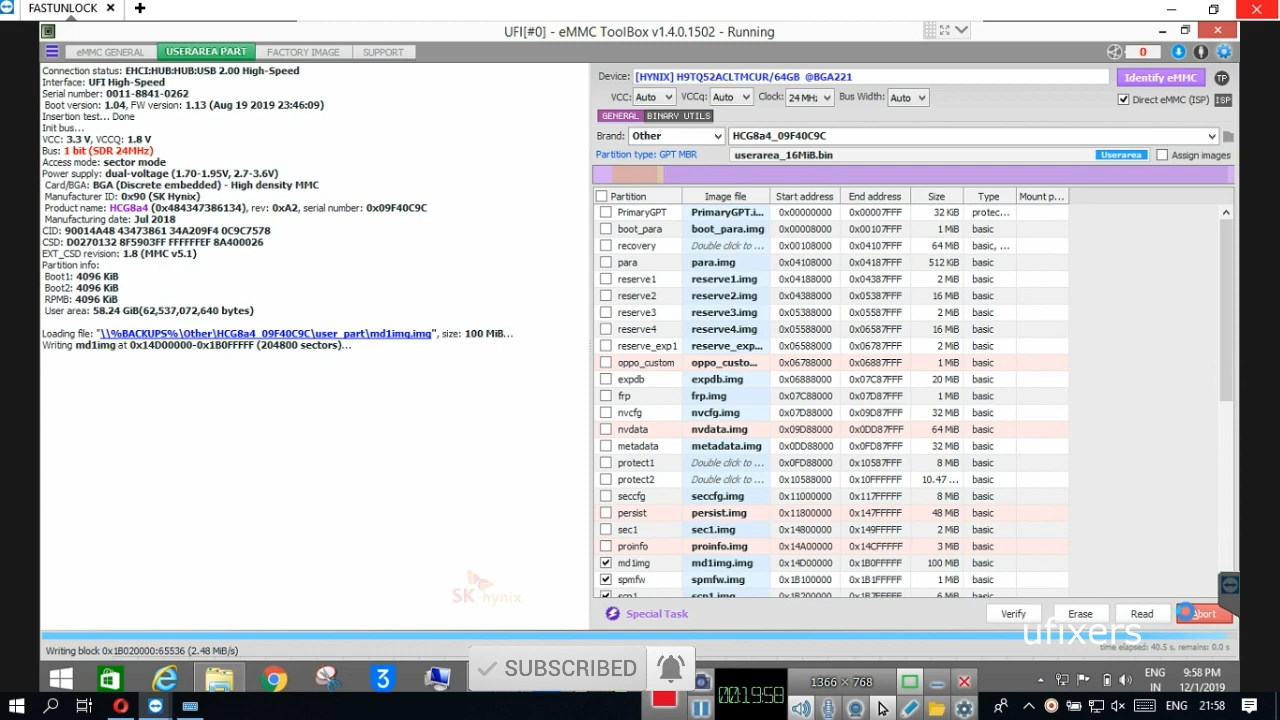 FASTUNLOCK
UFI[#0] - eMMC ToolBox v1.4.0.1502 - Running
eMMC GENERAL USERAREA PART FACTORY IMAGE SUPPORT
0
Connection status: EHCI:HUB:HUB:USB 2.00 High-Speed
Interface: UFI High-Speed
Serial number: 0011-8841-0262
Boot version: 1.04, FW version: 1.13 (Aug 19 2019 23:46:09)
Insertion test... Done
Init bus...
VCC: 3.3 V, VCCQ: 1.8 V
Bus: 1 bit (SDR 24MHz)
Access mode: sector mode
Power supply: dual-voltage (1.70-1.95V, 2.7-3.6V)
Card/BGA: BGA (Discrete embedded) - High density MMC
Manufacturer ID: 0x90 (SK Hynix)
Product name: HCG8a4 (0x484347386134), rev: 0xA2, serial number: 0x09F40C9C
Manufacturing date: Jul 2018
CID: 90014A48 43473861 34A209F4 0C9C7578
CSD: D0270132 8F5903FF FFFFFFEF 8A400026
EXT_CSD revision: 1.8 (MMC v5.1)
Partition info:
Boot1: 4096 KiB
Boot2: 4096 KiB
RPMB: 4096 KiB
User area: 58.24 GiB(62,537,072,640 bytes)
Loading file: "\\%BACKUPS%\Other\HCG8a4_09F40C9C\user_part\md1img.img", size: 100 MiB...
Writing md1img at 0x14D00000-0x1B0FFFFF (204800 sectors)...
SK hynix
Device: [HYNIX] H9TQ52ACLTMCUR/64GB @BGA221 Identify eMMC TP
VCC: Auto VCCq: Auto Clock: 24 MHz Bus Width: Auto Direct eMMC (ISP) ISP
GENERAL BINARY UTILS
Brand: Other HCG8a4_09F40C9C
Partition type: GPT MBR userarea_16MiB.bin Userarea Assign images
Partition Image file Start address End address Size Type Mount p...
PrimaryGPT PrimaryGPT.i... 0x00000000 0x00007FFF 32 KiB protec...
boot_para boot_para.img 0x00008000 0x00107FFF 1 MiB basic
recovery Double click to ... 0x00108000 0x04107FFF 64 MiB basic, ...
para para.img 0x04108000 0x04187FFF 512 KiB basic
reserve1 reserve1.img 0x04188000 0x04387FFF 2 MiB basic
reserve2 reserve2.img 0x04388000 0x05387FFF 16 MiB basic
reserve3 reserve3.img 0x05388000 0x05587FFF 2 MiB basic
reserve4 reserve4.img 0x05588000 0x06587FFF 16 MiB basic
reserve_exp1 reserve_exp... 0x06588000 0x06787FFF 2 MiB basic
oppo_custom oppo_custo... 0x06788000 0x06887FFF 1 MiB basic
expdb expdb.img 0x06888000 0x07C87FFF 20 MiB basic
frp frp.img 0x07C88000 0x07D87FFF 1 MiB basic
nvcfg nvcfg.img 0x07D88000 0x09D87FFF 32 MiB basic
nvdata nvdata.img 0x09D88000 0x0DD87FFF 64 MiB basic
metadata metadata.img 0x0DD88000 0x0FD87FFF 32 MiB basic
protect1 Double click to ... 0x0FD88000 0x10587FFF 8 MiB basic
protect2 Double click to ... 0x10588000 0x10FFFFFF 10.47 ... basic
seccfg seccfg.img 0x11000000 0x117FFFFF 8 MiB basic
persist persist.img 0x11800000 0x147FFFFF 48 MiB basic
sec1 sec1.img 0x14800000 0x149FFFFF 2 MiB basic
proinfo proinfo.img 0x14A00000 0x14CFFFFF 3 MiB basic
md1img md1img.img 0x14D00000 0x1B0FFFFF 100 MiB basic
spmfw spmfw.img 0x1B100000 0x1B1FFFFF 1 MiB basic
scp1 scp1.img 0x1B200000 0x1B7FFFFF 6 MiB basic
Special Task Verify Erase Read Abort
ufixers
Writing block 0x1B020000:65536 (2.48 MiB/s) time elapsed: 40.5 s, remains: 0.0 s
SUBSCRIBED
00:19:58
1366 × 768
ENG 9:58 PM
IN 12/1/2019
ENG 21:58